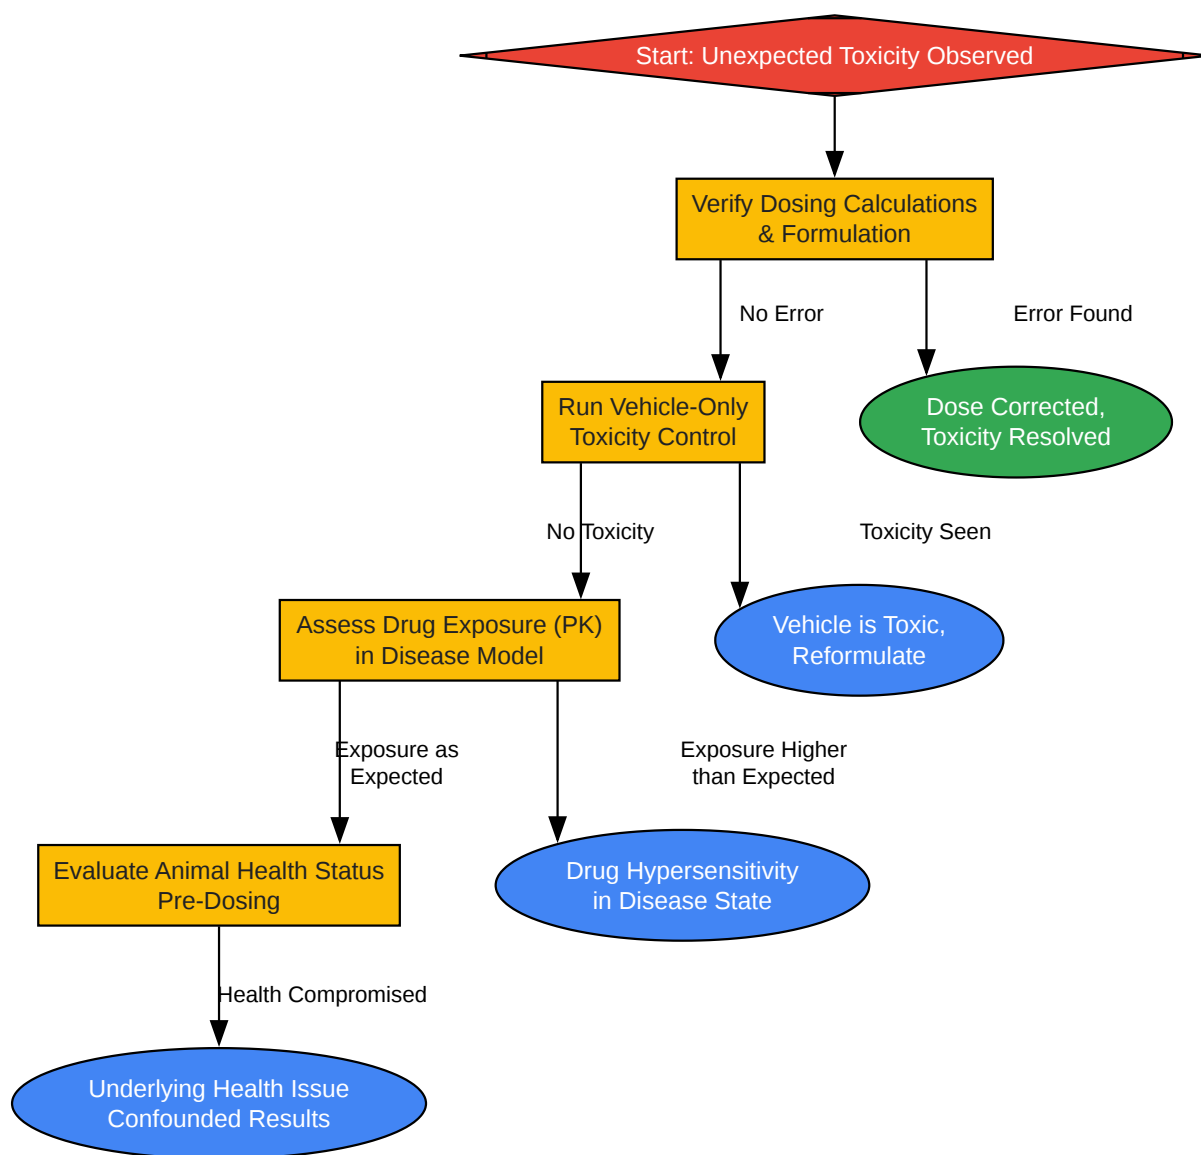 Start: Unexpected Toxicity Observed
Verify Dosing Calculations
& Formulation
No Error
Error Found
Run Vehicle-Only
Toxicity Control
Dose Corrected,
Toxicity Resolved
No Toxicity
Toxicity Seen
Assess Drug Exposure (PK)
in Disease Model
Vehicle is Toxic,
Reformulate
Exposure as
Expected
Exposure Higher
than Expected
Evaluate Animal Health Status
Pre-Dosing
Drug Hypersensitivity
in Disease State
Health Compromised
Underlying Health Issue
Confounded Results